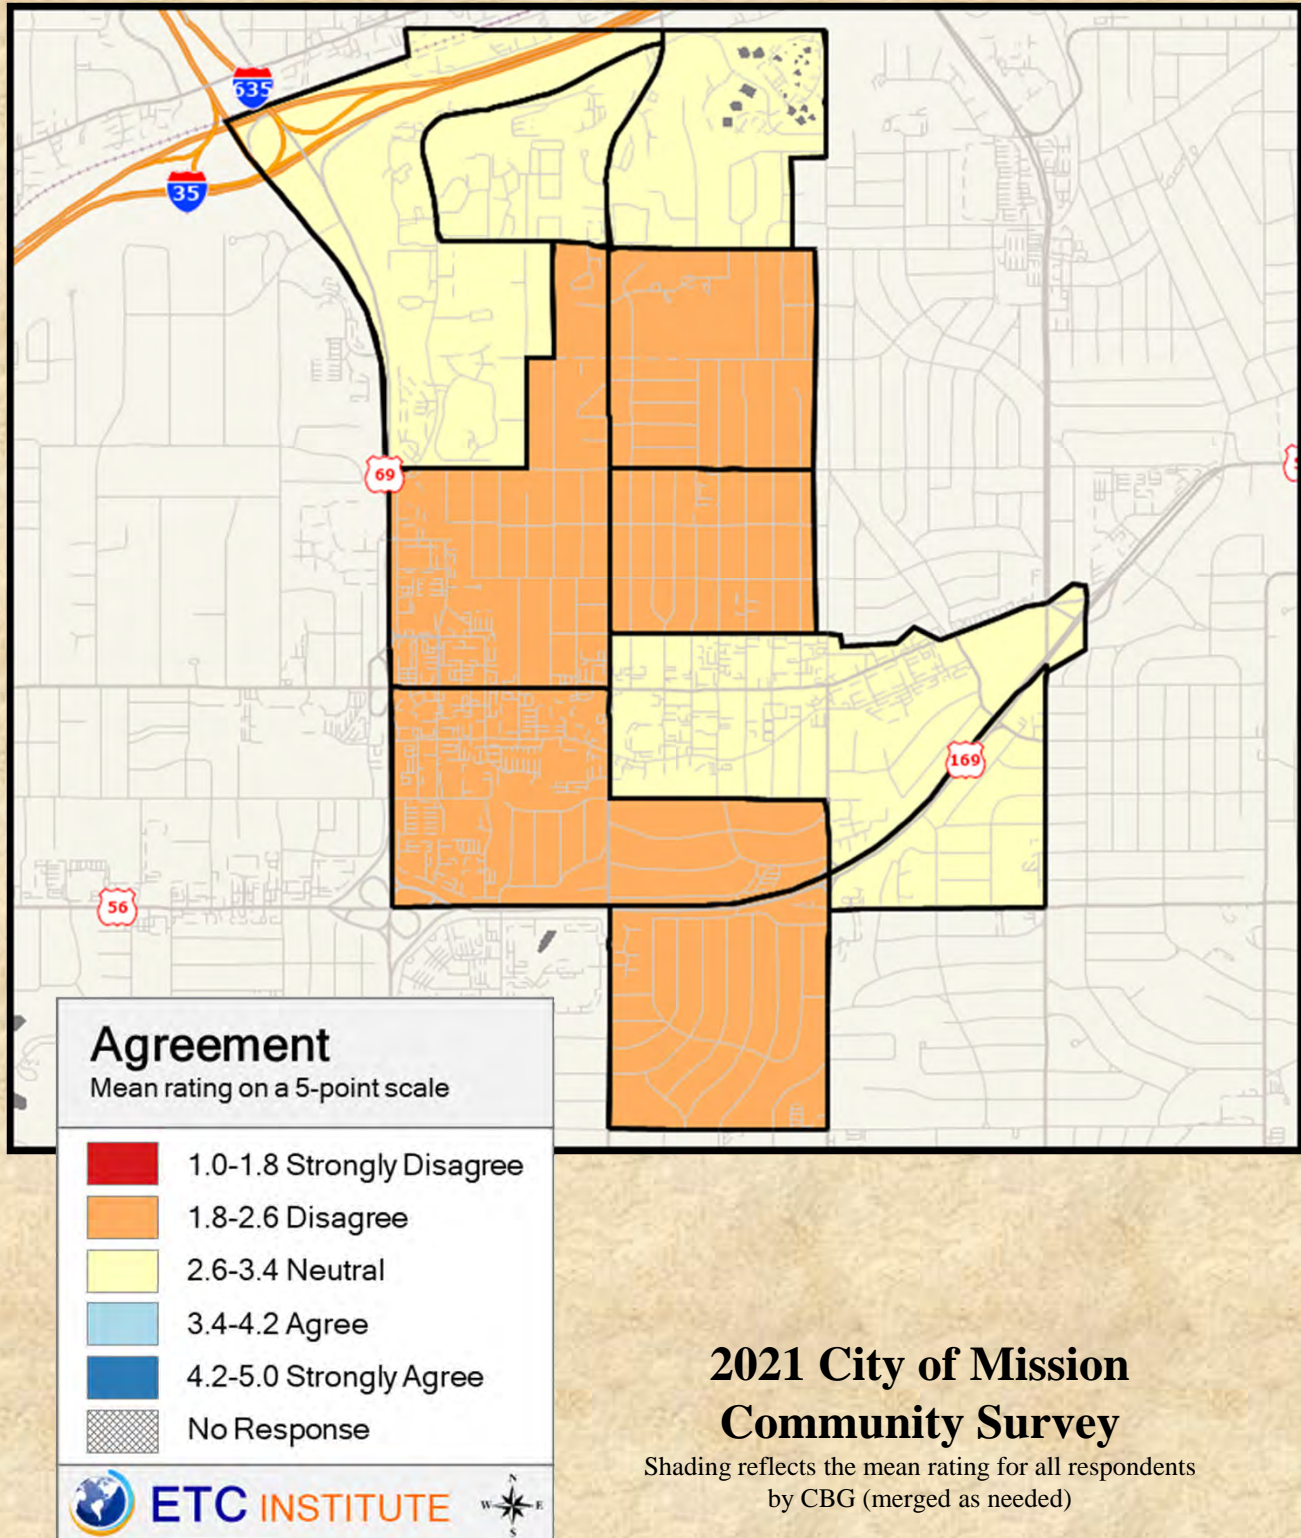 635
35
69
169
56
Agreement
Mean rating on a 5-point scale
1.0-1.8 Strongly Disagree
1.8-2.6 Disagree
2.6-3.4 Neutral
3.4-4.2 Agree
4.2-5.0 Strongly Agree
No Response
ETC INSTITUTE
N
W E
S
2021 City of Mission
Community Survey
Shading reflects the mean rating for all respondents
by CBG (merged as needed)